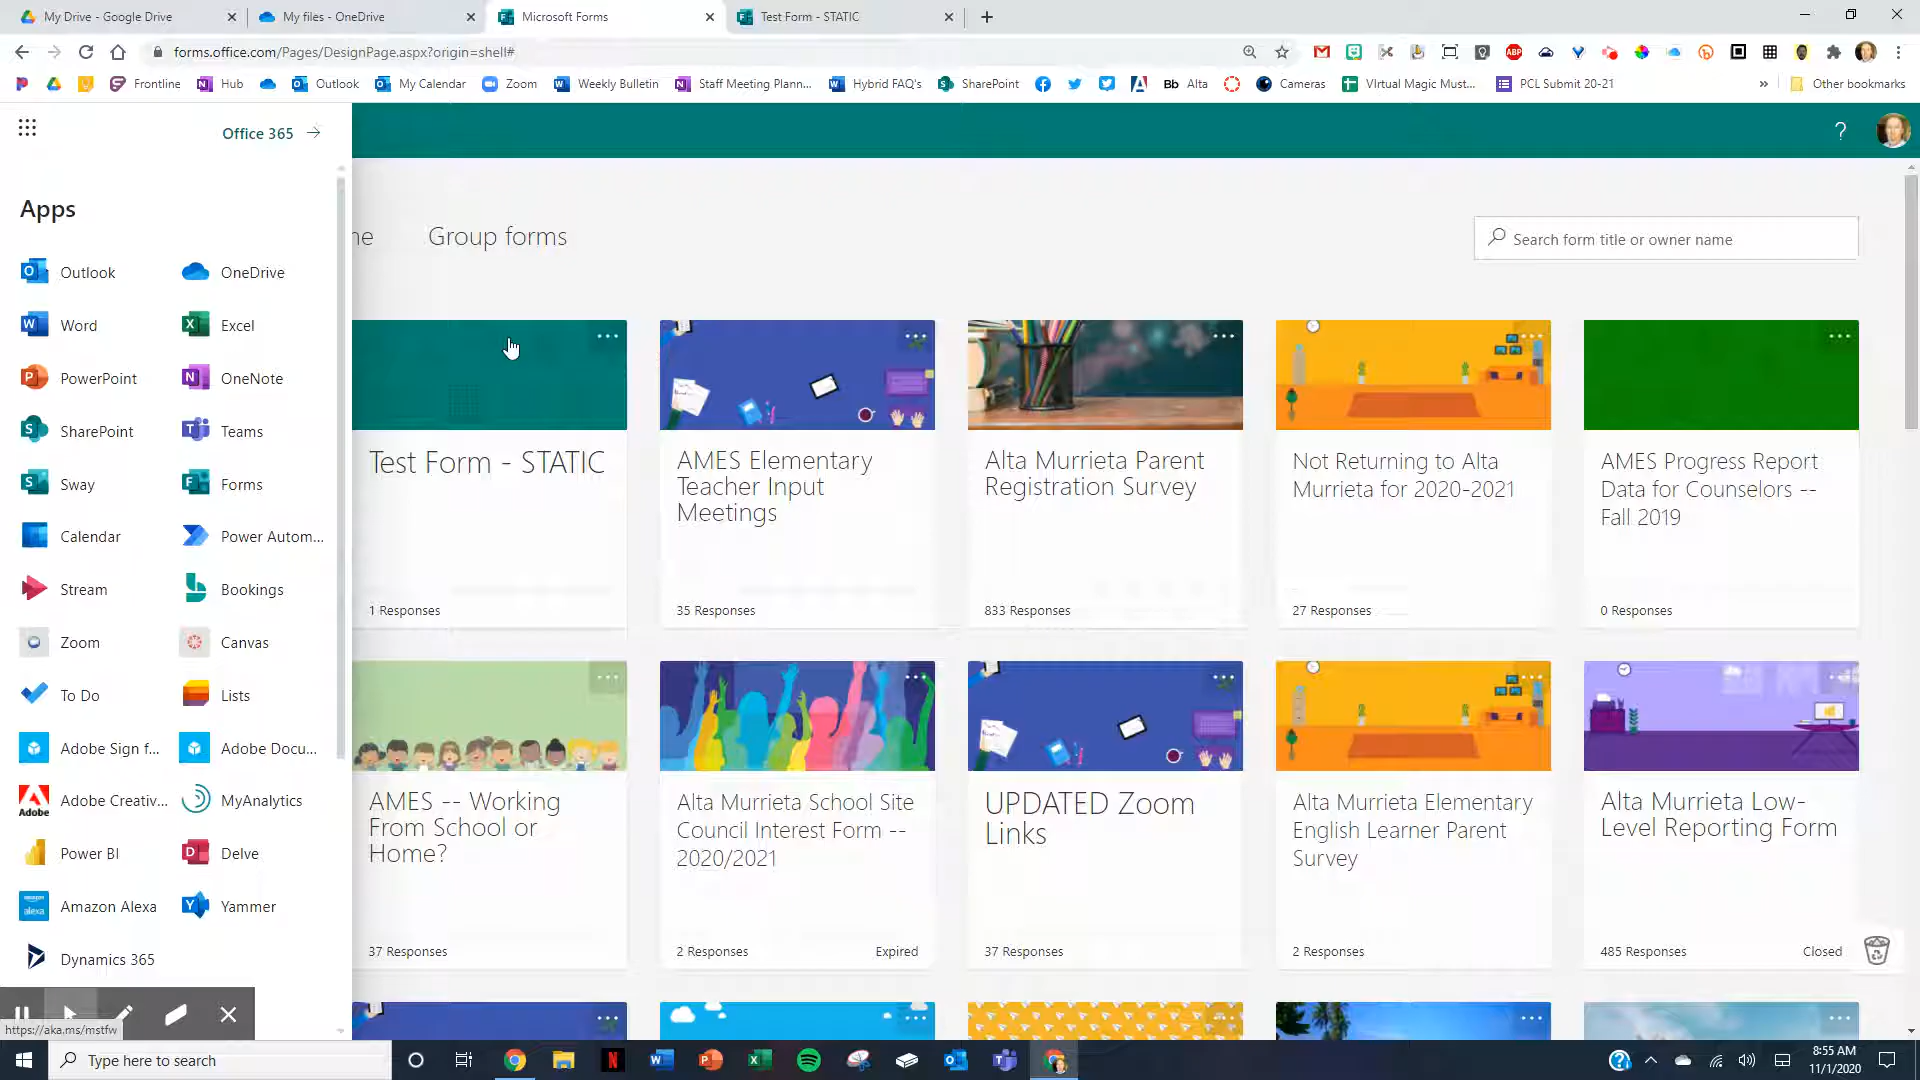 My Drive - Google Drive
My files - OneDrive
Microsoft Forms
Test Form - STATIC
forms.office.com/Pages/DesignPage.aspx?origin=shell#
ABP
Frontline
Hub
Outlook
My Calendar
Zoom
Weekly Bulletin
Staff Meeting Plann...
Hybrid FAQ's
SharePoint
Bb Alta
Cameras
VIrtual Magic Must...
PCL Submit 20-21
»
Other bookmarks
Office 365 →
?
Apps
Group forms
Search form title or owner name
Outlook
OneDrive
Word
Excel
PowerPoint
OneNote
SharePoint
Teams
Sway
Forms
Calendar
Power Autom...
Stream
Bookings
Zoom
Canvas
To Do
Lists
Adobe Sign f...
Adobe Docu...
Adobe
Adobe Creativ...
MyAnalytics
Power BI
Delve
alexa
Amazon Alexa
Yammer
Dynamics 365
Test Form - STATIC
1 Responses
AMES Elementary
Teacher Input
Meetings
35 Responses
Alta Murrieta Parent
Registration Survey
833 Responses
Not Returning to Alta
Murrieta for 2020-2021
27 Responses
AMES Progress Report
Data for Counselors --
Fall 2019
0 Responses
AMES -- Working
From School or
Home?
37 Responses
Alta Murrieta School Site
Council Interest Form --
2020/2021
2 Responses
Expired
UPDATED Zoom
Links
37 Responses
Alta Murrieta Elementary
English Learner Parent
Survey
2 Responses
Alta Murrieta Low-
Level Reporting Form
485 Responses
Closed
https://aka.ms/mstfw
Type here to search
8:55 AM
11/1/2020